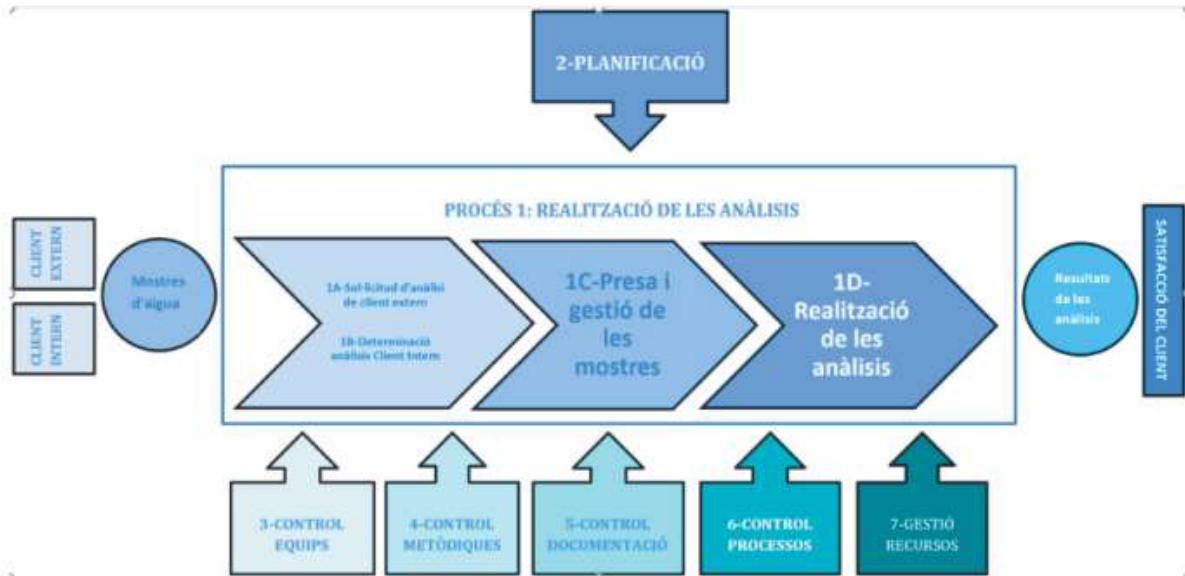 2-PLANIFICACIÓ
PROCÉS 1: REALITZACIÓ DE LES ANÀLISIS
CLIENT
EXTERN
CLIENT
INTERN
Mostres
d'aigua
1A-Sol·licitud d'anàlisi
de client extern
1B-Determinació
anàlisis Client Intern
1C-Presa i
gestió de
les
mostres
1D-
Realització
de les
anàlisis
Resultats
de les
anàlisis
SATISFACCIÓ DEL CLIENT
3-CONTROL
EQUIPS
4-CONTROL
METÒDIQUES
5-CONTROL
DOCUMENTACIÓ
6-CONTROL
PROCESSOS
7-GESTIÓ
RECURSOS